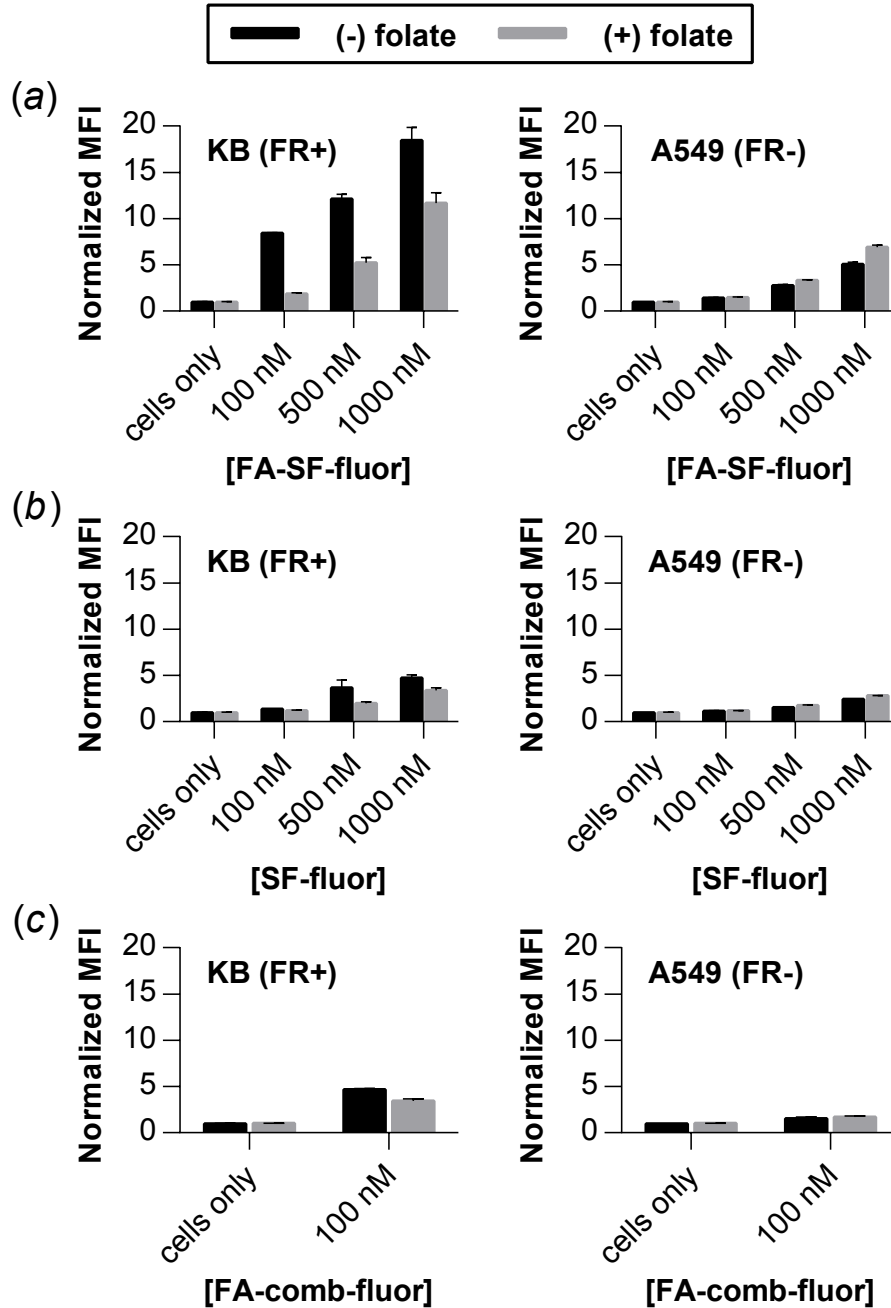 (-) folate (+) folate
(a)
Normalized MFI
20
15
10
5
0
KB (FR+)
cells only
100 nM
500 nM
1000 nM
[FA-SF-fluor]
Normalized MFI
20
15
10
5
0
A549 (FR-)
cells only
100 nM
500 nM
1000 nM
[FA-SF-fluor]
(b)
Normalized MFI
20
15
10
5
0
KB (FR+)
cells only
100 nM
500 nM
1000 nM
[SF-fluor]
Normalized MFI
20
15
10
5
0
A549 (FR-)
cells only
100 nM
500 nM
1000 nM
[SF-fluor]
(c)
Normalized MFI
20
15
10
5
0
KB (FR+)
cells only
100 nM
[FA-comb-fluor]
Normalized MFI
20
15
10
5
0
A549 (FR-)
cells only
100 nM
[FA-comb-fluor]